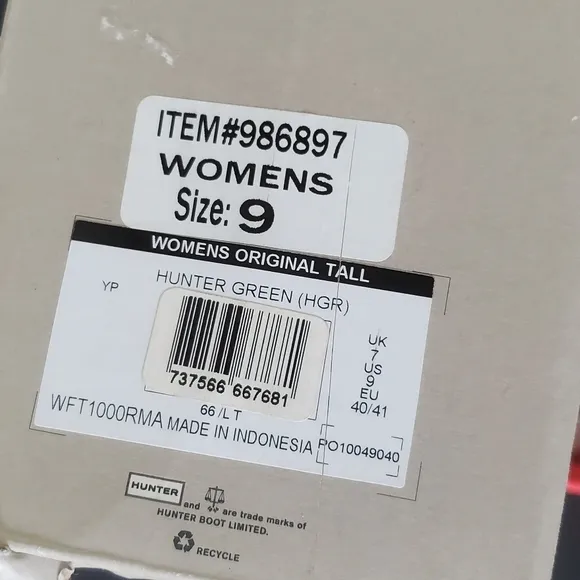 ITEM#986897
WOMENS
Size: 9
WOMENS ORIGINAL TALL
YP
HUNTER GREEN (HGR)
737566 667681
66 /L T
UK
7
US
9
EU
40/41
WFT1000RMA MADE IN INDONESIA
PO10049040
HUNTER and are trade marks of
HUNTER BOOT LIMITED.
RECYCLE